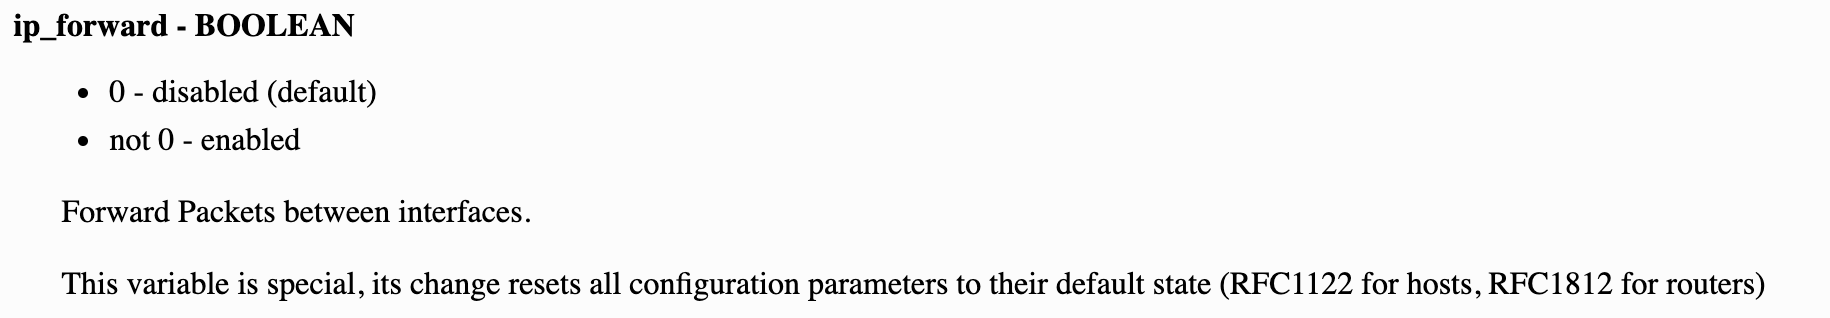 ip_forward - BOOLEAN
• 0 - disabled (default)
• not 0 - enabled
Forward Packets between interfaces.
This variable is special, its change resets all configuration parameters to their default state (RFC1122 for hosts, RFC1812 for routers)